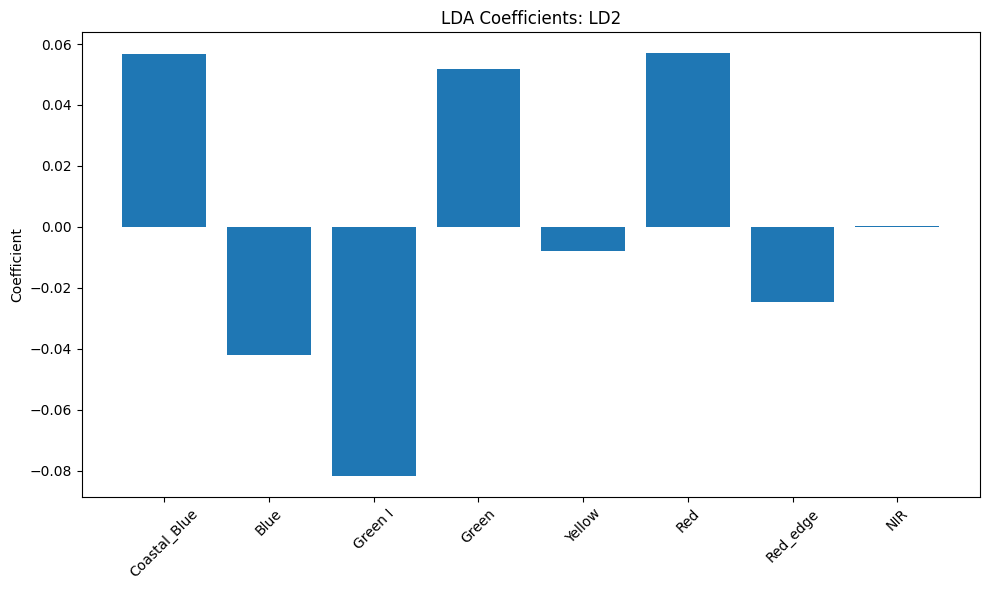 LDA Coefficients: LD2
Coefficient
0.06
0.04
0.02
0.00
−0.02
−0.04
−0.06
−0.08
Coastal_Blue
Blue
Green I
Green
Yellow
Red
Red_edge
NIR